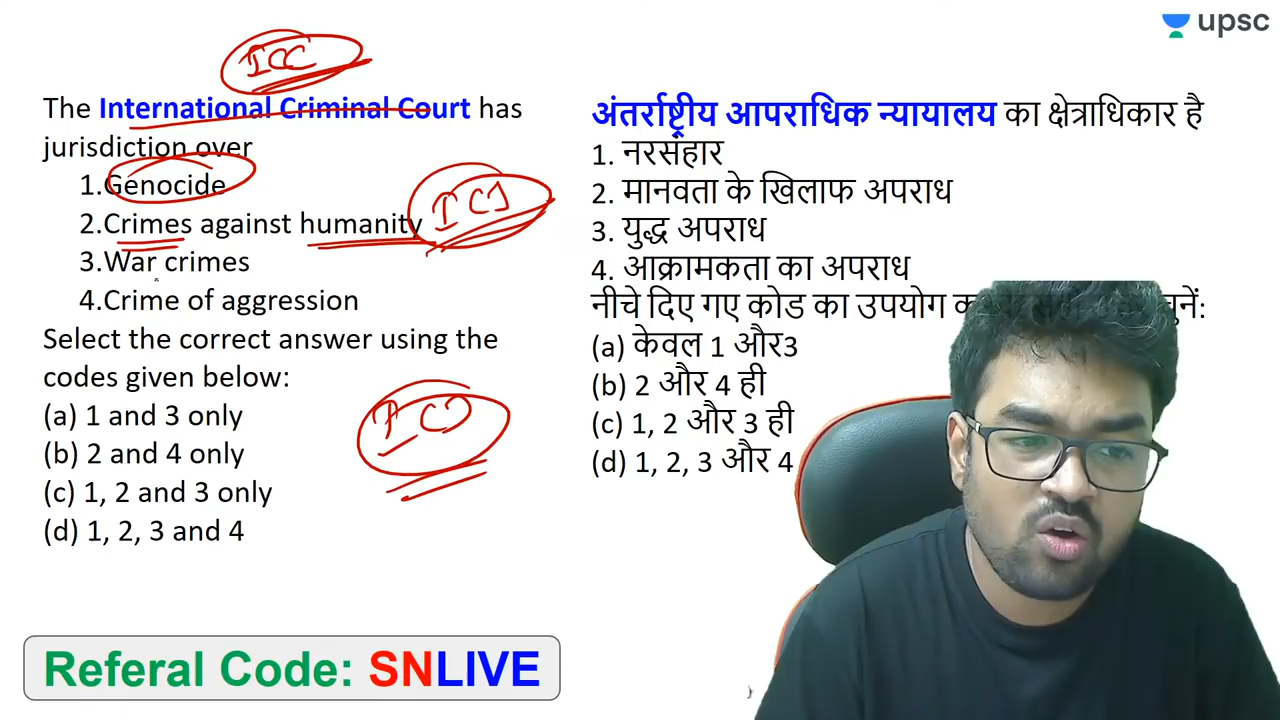 upsc
ICC
The International Criminal Court has
jurisdiction over
1.Genocide
2.Crimes against humanity
ICJ
3.War crimes
4.Crime of aggression
Select the correct answer using the
codes given below:
(a) 1 and 3 only
(b) 2 and 4 only
(c) 1, 2 and 3 only
(d) 1, 2, 3 and 4
ICJ
अंतर्राष्ट्रीय आपराधिक न्यायालय का क्षेत्राधिकार है
1. नरसंहार
2. मानवता के खिलाफ अपराध
3. युद्ध अपराध
4. आक्रामकता का अपराध
नीचे दिए गए कोड का उपयोग
(a) केवल 1 और3
(b) 2 और 4 ही
(c) 1, 2 और 3 ही
(d) 1, 2, 3 और 4
Referal Code: SNLIVE